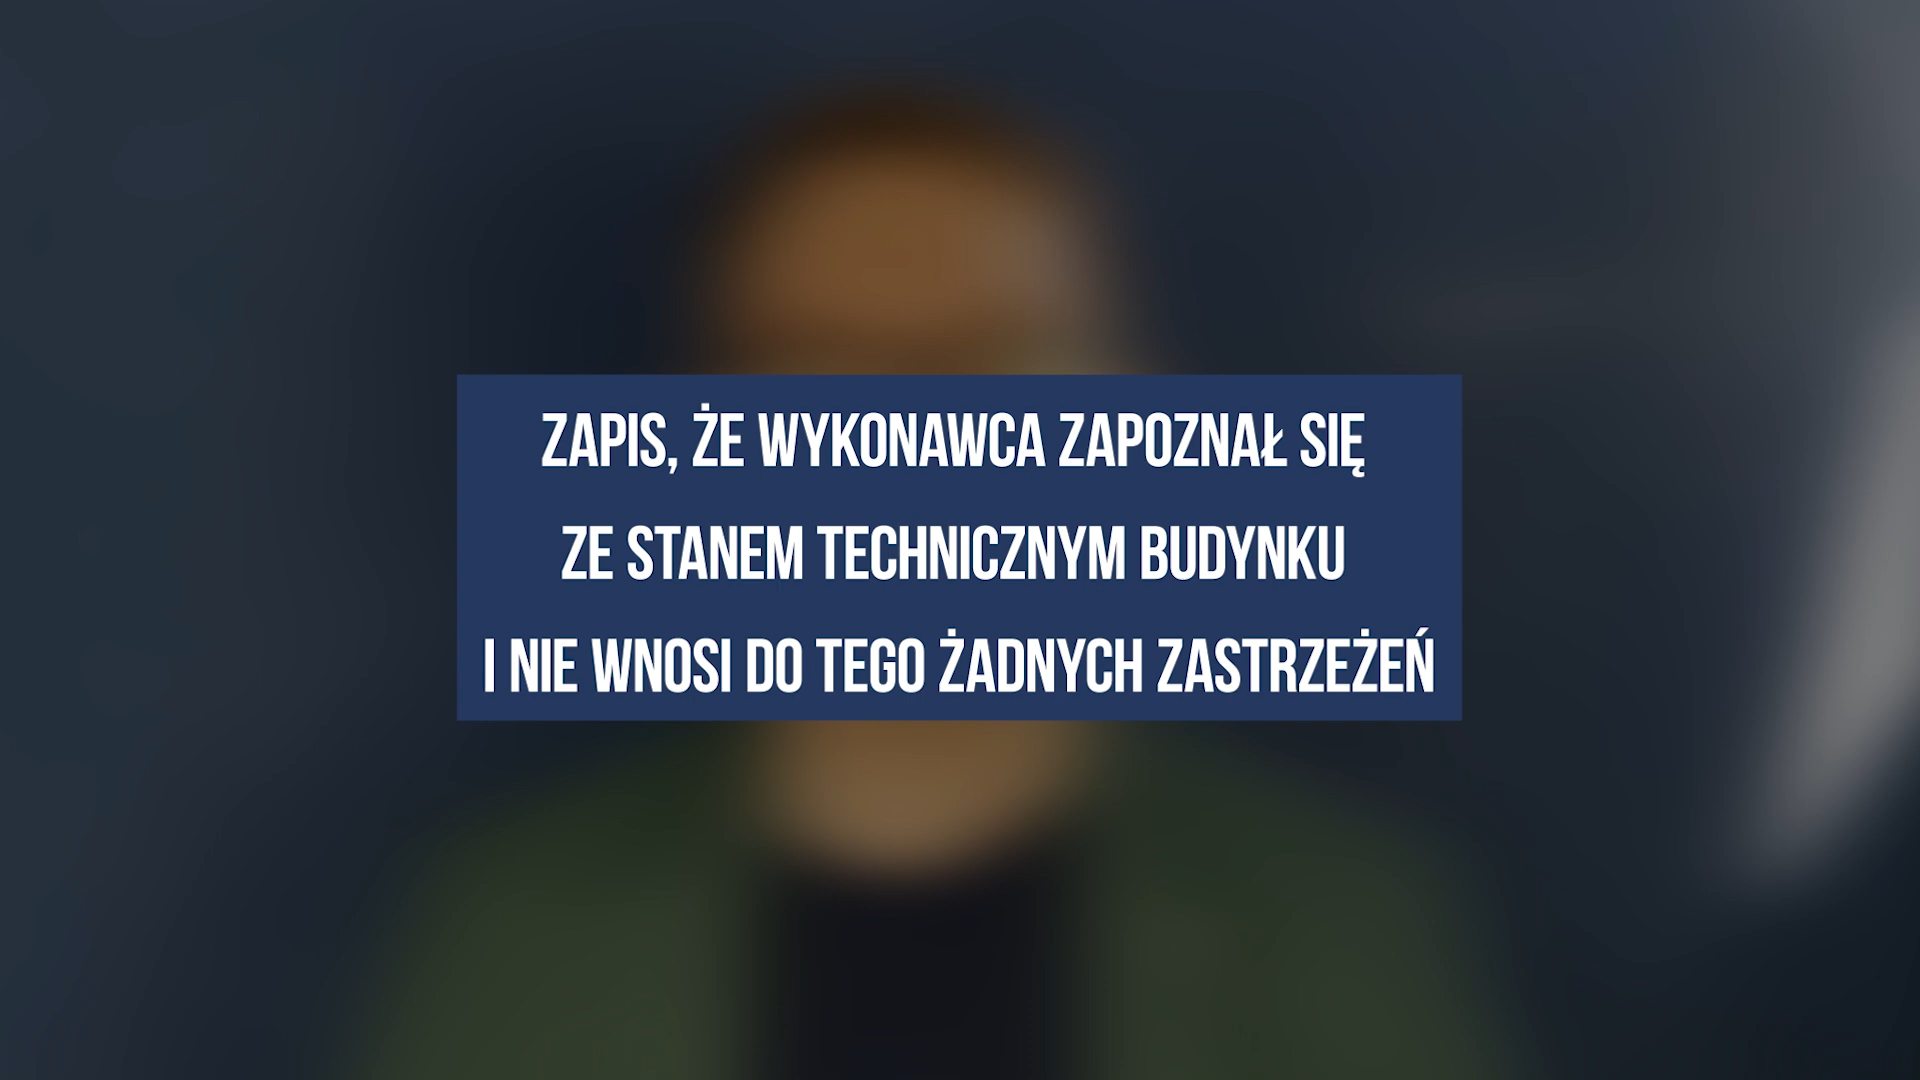 ZAPIS, ŻE WYKONAWCA ZAPOZNAŁ SIĘ
ZE STANEM TECHNICZNYM BUDYNKU
I NIE WNOSI DO TEGO ŻADNYCH ZASTRZEŻEŃ